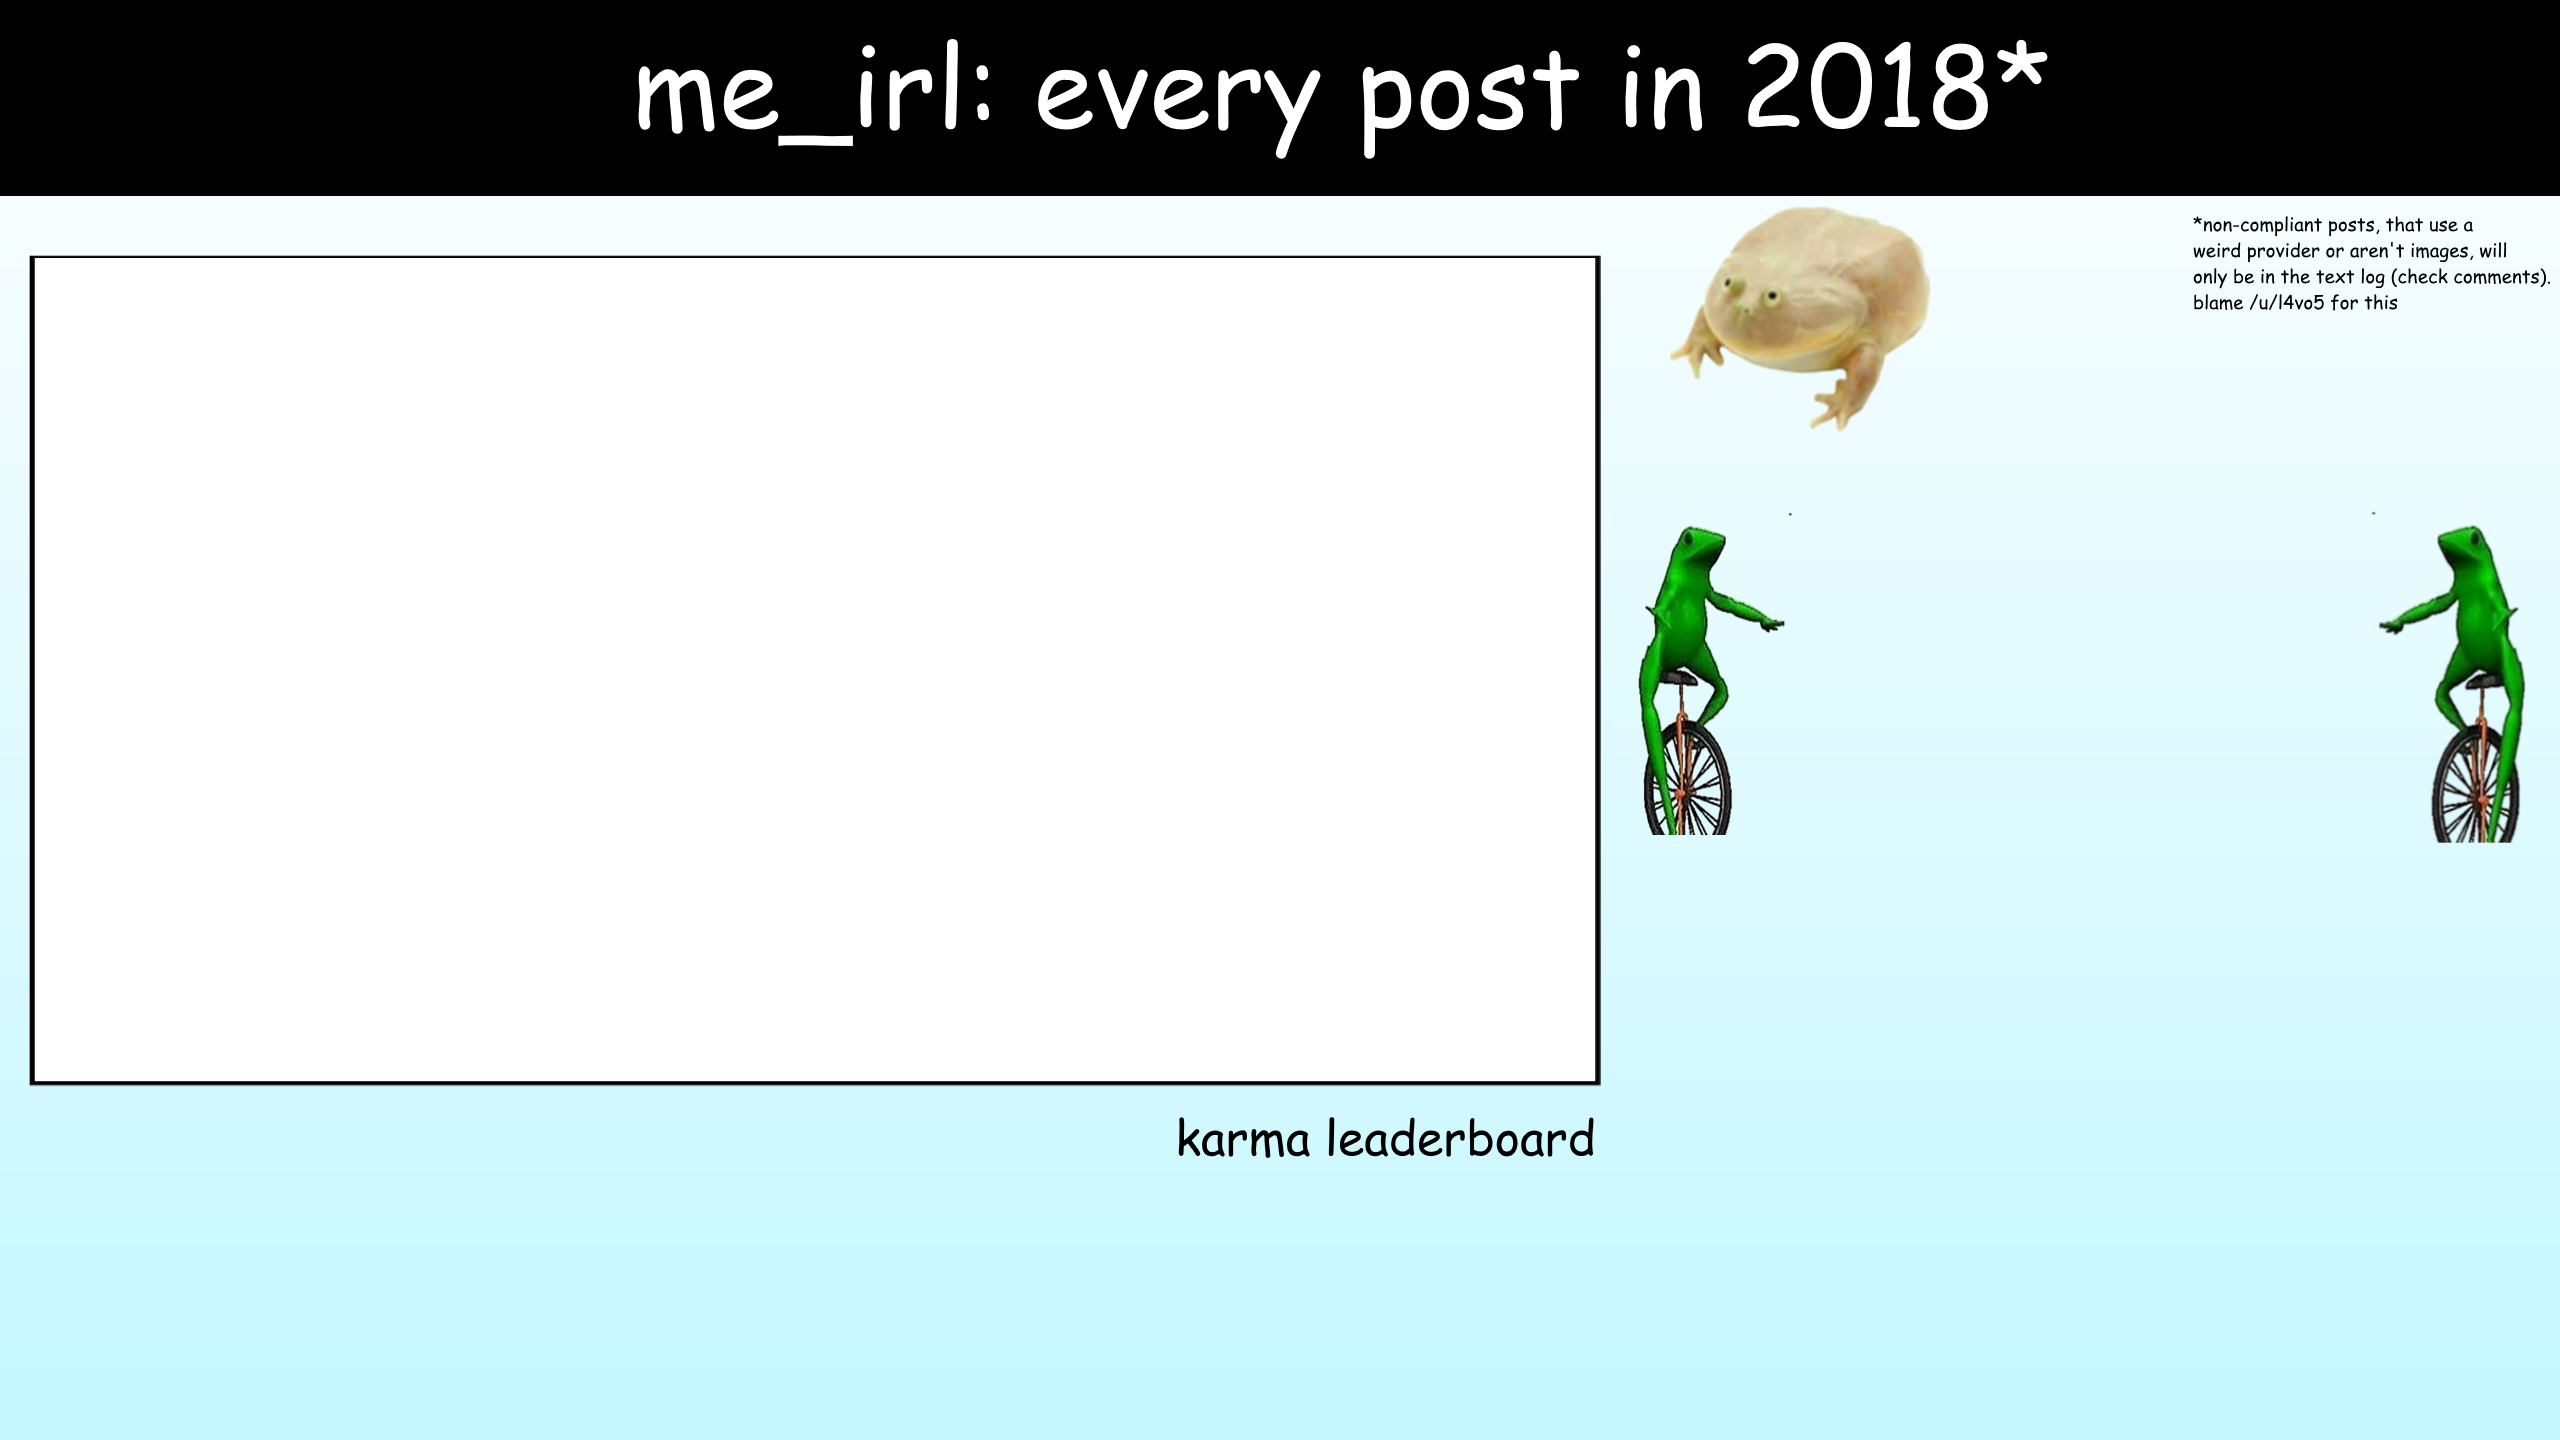 me_irl: every post in 2018*
*non-compliant posts, that use a
weird provider or aren't images, will
only be in the text log (check comments).
blame /u/l4vo5 for this
karma leaderboard